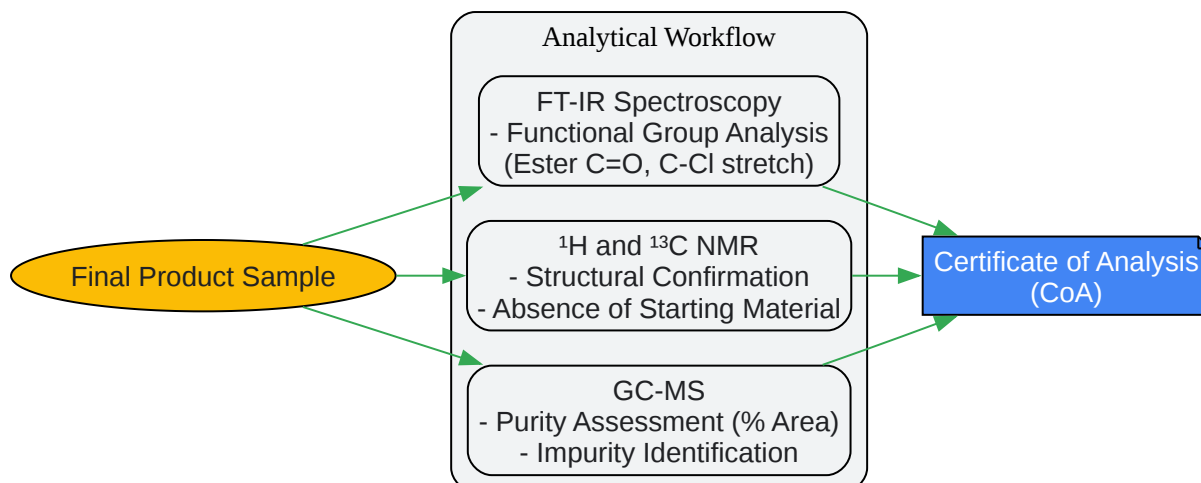 Analytical Workflow
FT-IR Spectroscopy
- Functional Group Analysis
(Ester C=O, C-Cl stretch)
Final Product Sample
¹H and ¹³C NMR
- Structural Confirmation
- Absence of Starting Material
GC-MS
- Purity Assessment (% Area)
- Impurity Identification
Certificate of Analysis
(CoA)